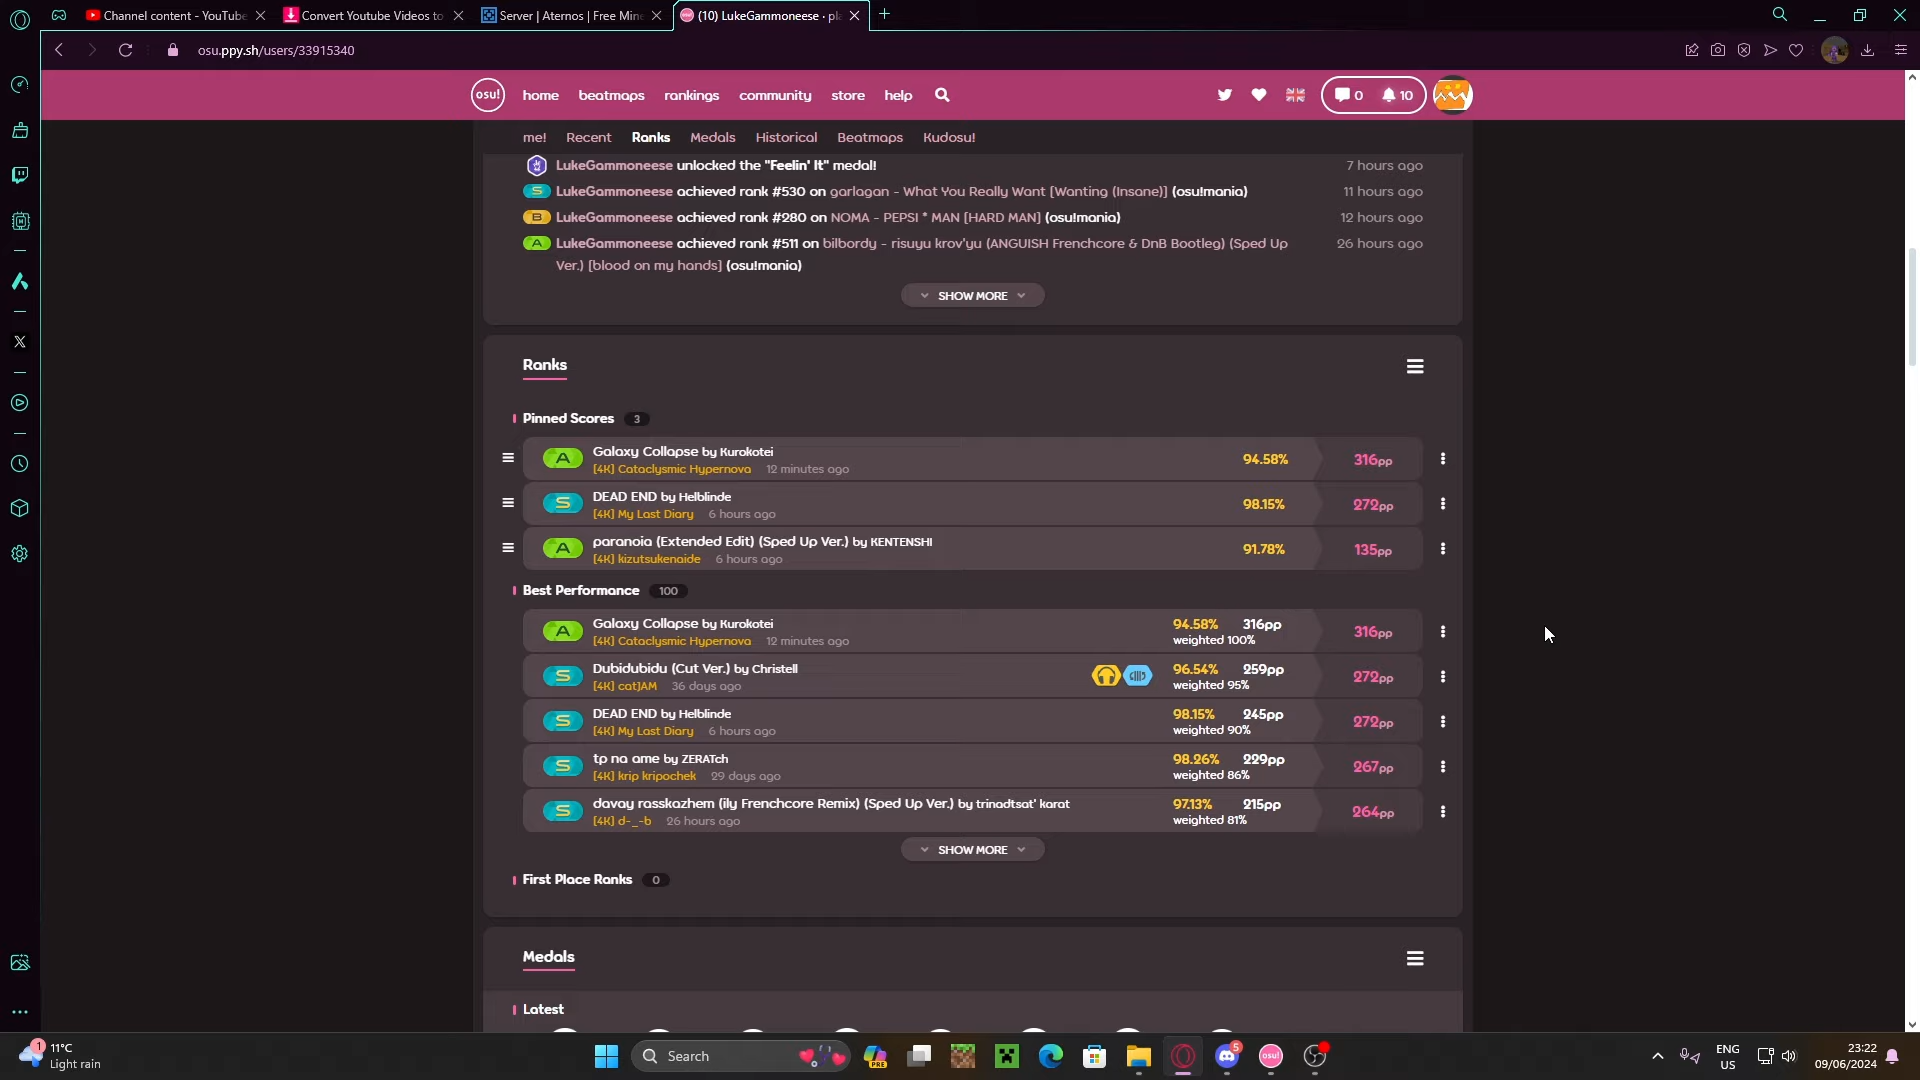 Channel content - YouTube
Convert Youtube Videos to
Server | Aternos | Free Mine
(10) LukeGammoneese · pla
osu.ppy.sh/users/33915340
osu!
home
beatmaps
rankings
community
store
help
0
10
me!
Recent
Ranks
Medals
Historical
Beatmaps
Kudosu!
LukeGammoneese unlocked the "Feelin' It" medal!
7 hours ago
S
LukeGammoneese achieved rank #530 on garlagan - What You Really Want [Wanting (Insane)] (osu!mania)
11 hours ago
B
LukeGammoneese achieved rank #280 on NOMA - PEPSI * MAN [HARD MAN] (osu!mania)
12 hours ago
A
LukeGammoneese achieved rank #511 on bilbordy - risuyu krov'yu (ANGUISH Frenchcore & DnB Bootleg) (Sped Up
Ver.) [blood on my hands] (osu!mania)
26 hours ago
SHOW MORE
Ranks
Pinned Scores 3
A
Galaxy Collapse by Kurokotei
[4K] Cataclysmic Hypernova 12 minutes ago
94.58%
316pp
S
DEAD END by Helblinde
[4K] My Last Diary 6 hours ago
98.15%
272pp
A
paranoia (Extended Edit) (Sped Up Ver.) by KENTENSHI
[4K] kizutsukenaide 6 hours ago
91.78%
135pp
Best Performance 100
A
Galaxy Collapse by Kurokotei
[4K] Cataclysmic Hypernova 12 minutes ago
94.58% 316pp
weighted 100%
316pp
S
Dubidubidu (Cut Ver.) by Christell
[4K] catJAM 36 days ago
96.54% 259pp
weighted 95%
272pp
S
DEAD END by Helblinde
[4K] My Last Diary 6 hours ago
98.15% 245pp
weighted 90%
272pp
S
tp na ame by ZERATch
[4K] krip kripochek 29 days ago
98.26% 229pp
weighted 86%
267pp
S
davay rasskazhem (ily Frenchcore Remix) (Sped Up Ver.) by trinadtsat' karat
[4K] d-_-b 26 hours ago
97.13% 215pp
weighted 81%
264pp
SHOW MORE
First Place Ranks 0
Medals
Latest
1
11°C
Light rain
Search
PRE
5
osu!
ENG
US
23:22
09/06/2024